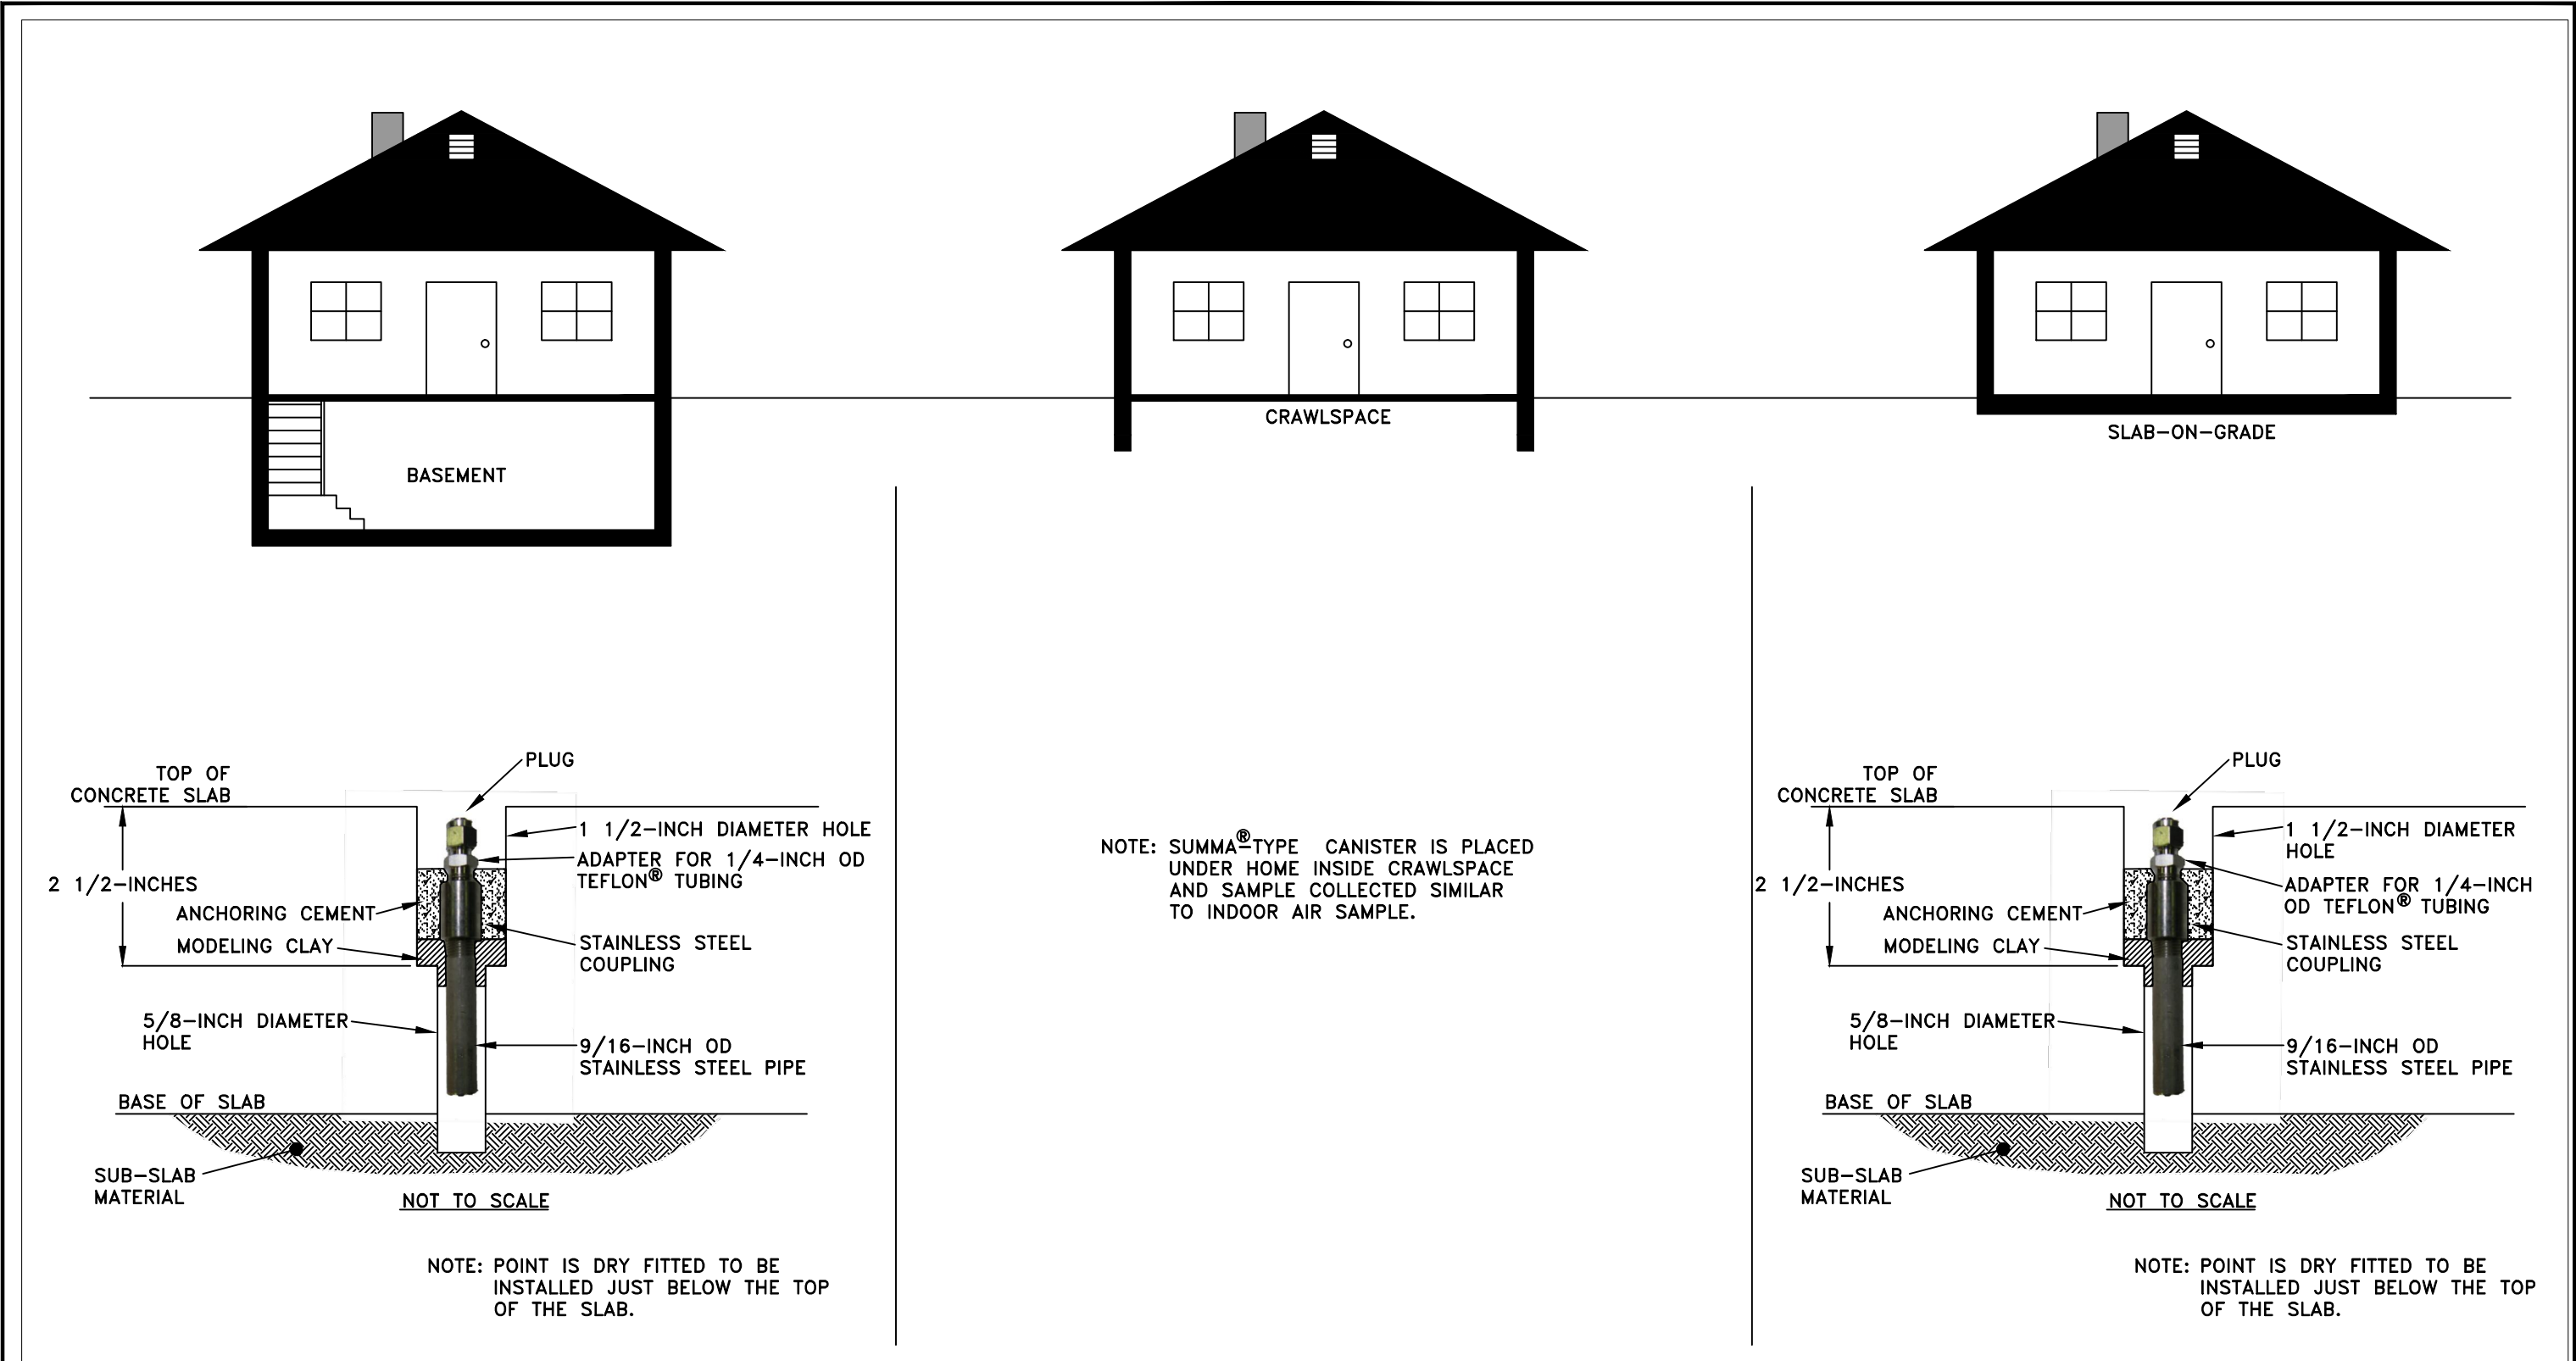 BASEMENT
CRAWLSPACE
SLAB-ON-GRADE
PLUG
TOP OF
CONCRETE SLAB
1 1/2-INCH DIAMETER HOLE
ADAPTER FOR 1/4-INCH OD
TEFLON® TUBING
2 1/2-INCHES
ANCHORING CEMENT
MODELING CLAY
STAINLESS STEEL
COUPLING
5/8-INCH DIAMETER
HOLE
9/16-INCH OD
STAINLESS STEEL PIPE
BASE OF SLAB
SUB-SLAB
MATERIAL
NOT TO SCALE
NOTE: POINT IS DRY FITTED TO BE
INSTALLED JUST BELOW THE TOP
OF THE SLAB.
NOTE: SUMMA®-TYPE CANISTER IS PLACED
UNDER HOME INSIDE CRAWLSPACE
AND SAMPLE COLLECTED SIMILAR
TO INDOOR AIR SAMPLE.
PLUG
TOP OF
CONCRETE SLAB
1 1/2-INCH DIAMETER
HOLE
ADAPTER FOR 1/4-INCH
OD TEFLON® TUBING
2 1/2-INCHES
ANCHORING CEMENT
MODELING CLAY
STAINLESS STEEL
COUPLING
5/8-INCH DIAMETER
HOLE
9/16-INCH OD
STAINLESS STEEL PIPE
BASE OF SLAB
SUB-SLAB
MATERIAL
NOT TO SCALE
NOTE: POINT IS DRY FITTED TO BE
INSTALLED JUST BELOW THE TOP
OF THE SLAB.